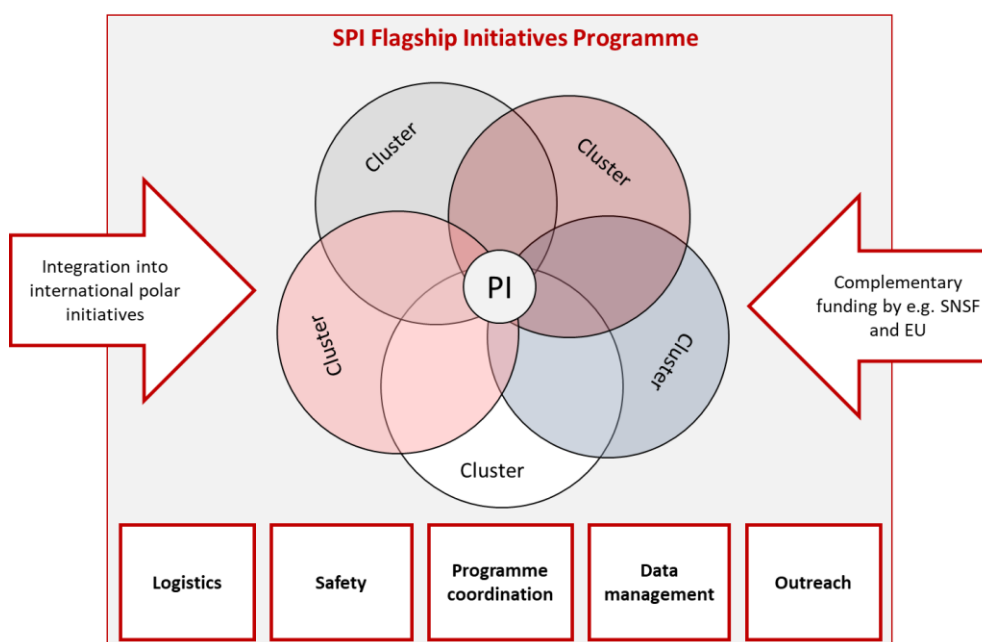 SPI Flagship Initiatives Programme
Cluster
Cluster
Integration into
international polar
initiatives
PI
Complementary
funding by e.g. SNSF
and EU
Cluster
Cluster
Cluster
Logistics
Safety
Programme
coordination
Data
management
Outreach